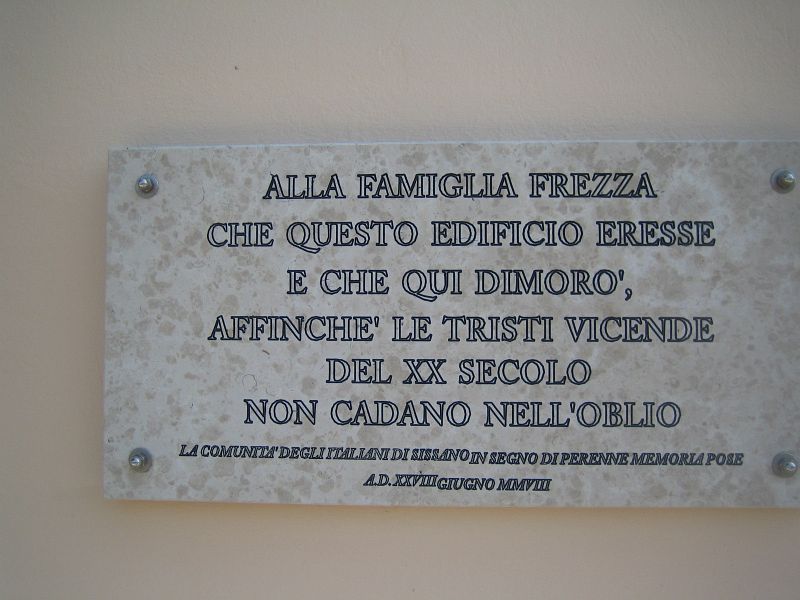 ALLA FAMIGLIA FREZZA
CHE QUESTO EDIFICIO ERESSE
E CHE QUI DIMORO',
AFFINCHE' LE TRISTI VICENDE
DEL XX SECOLO
NON CADANO NELL'OBLIO
LA COMUNITA' DEGLI ITALIANI DI SISSANO IN SEGNO DI PERENNE MEMORIA POSE
A.D. XXVIII GIUGNO MMVIII